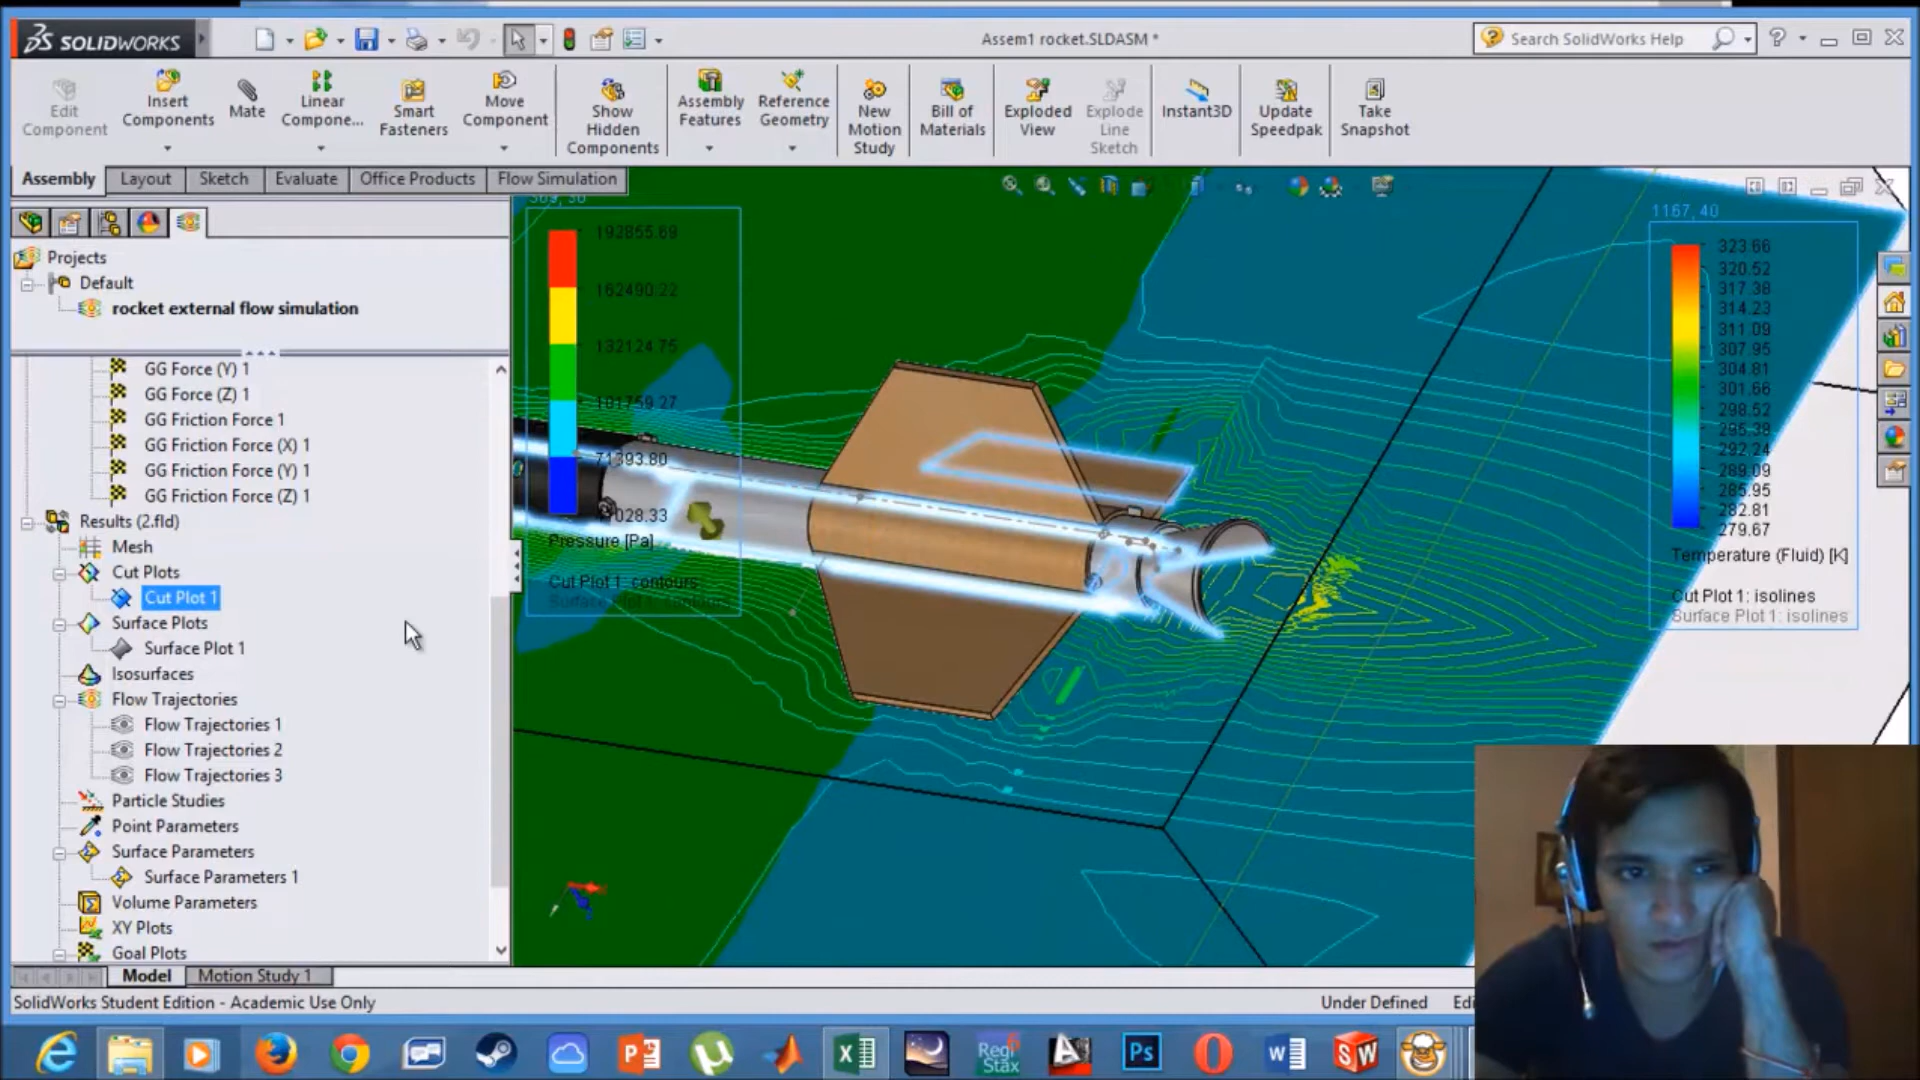 SOLIDWORKS
Assem1 rocket.SLDASM *
Search SolidWorks Help
Edit Component
Insert Components
Mate
Linear Compone...
Smart Fasteners
Move Component
Show Hidden Components
Assembly Features
Reference Geometry
New Motion Study
Bill of Materials
Exploded View
Explode Line Sketch
Instant3D
Update Speedpak
Take Snapshot
Assembly
Layout
Sketch
Evaluate
Office Products
Flow Simulation
Projects
Default
rocket external flow simulation
GG Force (Y) 1
GG Force (Z) 1
GG Friction Force 1
GG Friction Force (X) 1
GG Friction Force (Y) 1
GG Friction Force (Z) 1
Results (2.fld)
Mesh
Cut Plots
Cut Plot 1
Surface Plots
Surface Plot 1
Isosurfaces
Flow Trajectories
Flow Trajectories 1
Flow Trajectories 2
Flow Trajectories 3
Particle Studies
Point Parameters
Surface Parameters
Surface Parameters 1
Volume Parameters
XY Plots
Goal Plots
192855.69
162490.22
132124.75
101759.27
71393.80
028.33
Pressure [Pa]
Cut Plot 1: contours
1167, 40
323.66
320.52
317.38
314.23
311.09
307.95
304.81
301.66
298.52
295.38
292.24
289.09
285.95
282.81
279.67
Temperature (Fluid) [K]
Cut Plot 1: isolines
Surface Plot 1: isolines
Model
Motion Study 1
SolidWorks Student Edition - Academic Use Only
Under Defined
Edi
RegiStax
Ps
SW